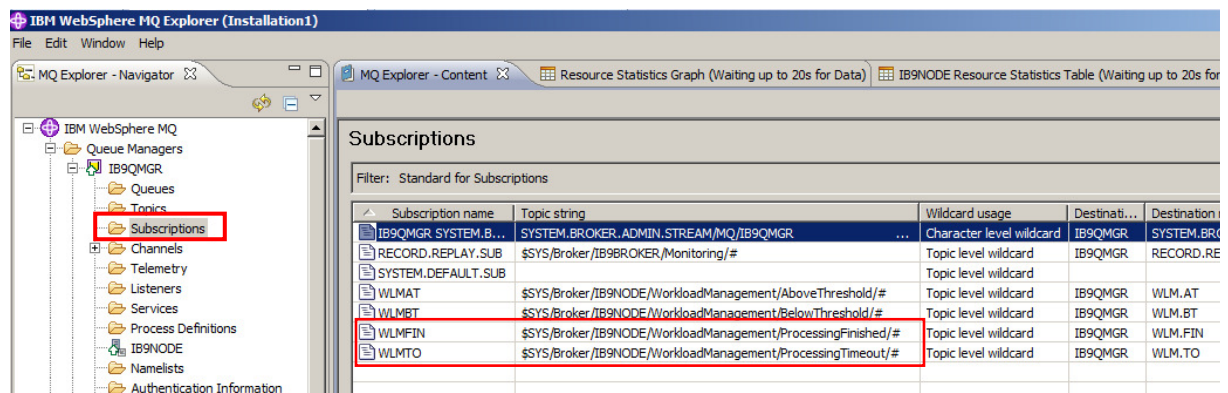 IBM WebSphere MQ Explorer (Installation1)
File Edit Window Help
MQ Explorer - Navigator
MQ Explorer - Content Resource Statistics Graph (Waiting up to 20s for Data) IB9NODE Resource Statistics Table (Waiting up to 20s for
IBM WebSphere MQ
Queue Managers
IB9QMGR
Queues
Topics
Subscriptions
Channels
Telemetry
Listeners
Services
Process Definitions
IB9NODE
Namelists
Authentication Information
Subscriptions
Filter: Standard for Subscriptions
Subscription name Topic string Wildcard usage Destinati... Destination
IB9QMGR SYSTEM.B... SYSTEM.BROKER.ADMIN.STREAM/MQ/IB9QMGR ... Character level wildcard IB9QMGR SYSTEM.BRO
RECORD.REPLAY.SUB $SYS/Broker/IB9BROKER/Monitoring/# Topic level wildcard IB9QMGR RECORD.RE
SYSTEM.DEFAULT.SUB Topic level wildcard
WLMAT $SYS/Broker/IB9NODE/WorkloadManagement/AboveThreshold/# Topic level wildcard IB9QMGR WLM.AT
WLMBT $SYS/Broker/IB9NODE/WorkloadManagement/BelowThreshold/# Topic level wildcard IB9QMGR WLM.BT
WLMFIN $SYS/Broker/IB9NODE/WorkloadManagement/ProcessingFinished/# Topic level wildcard IB9QMGR WLM.FIN
WLMTO $SYS/Broker/IB9NODE/WorkloadManagement/ProcessingTimeout/# Topic level wildcard IB9QMGR WLM.TO